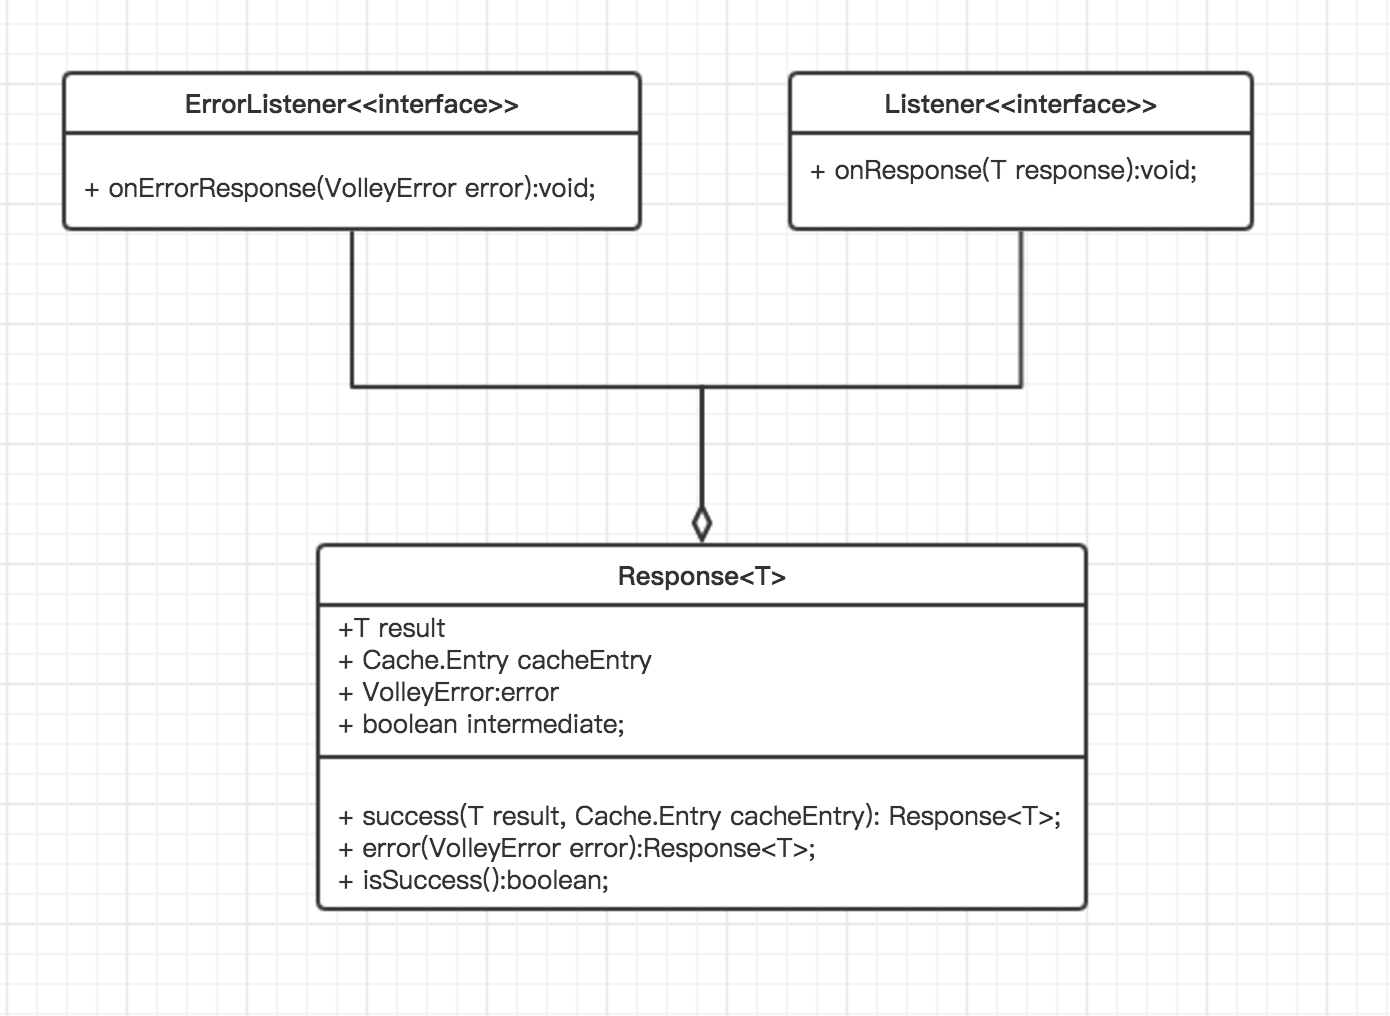 ErrorListener<<interface>>
+ onErrorResponse(VolleyError error):void;
Listener<<interface>>
+ onResponse(T response):void;
Response<T>
+T result
+ Cache.Entry cacheEntry
+ VolleyError:error
+ boolean intermediate;
+ success(T result, Cache.Entry cacheEntry): Response<T>;
+ error(VolleyError error):Response<T>;
+ isSuccess():boolean;